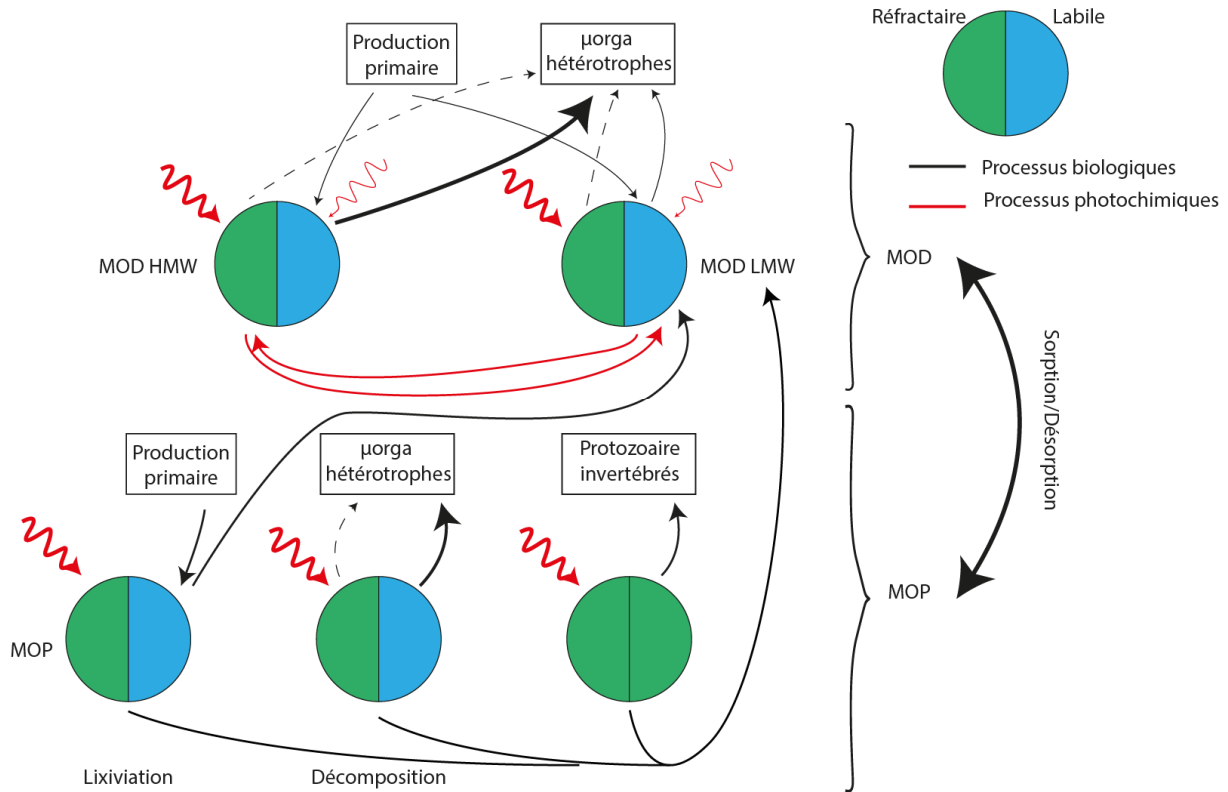 Réfractaire
Labile
Production
primaire
µorga
hétérotrophes
Processus biologiques
Processus photochimiques
MOD HMW
MOD LMW
MOD
Sorption/Désorption
Production
primaire
µorga
hétérotrophes
Protozoaire
invertébrés
MOP
MOP
Lixiviation
Décomposition